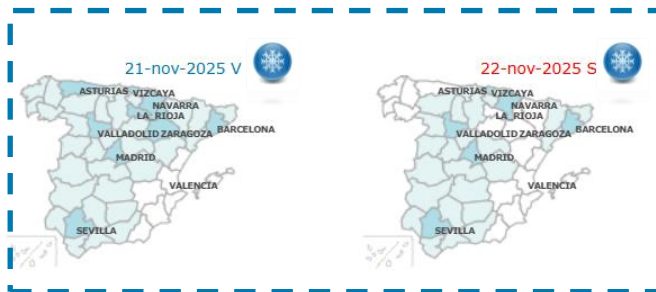 21-nov-2025 V
ASTURIAS VIZCAYA
NAVARRA
LA_RIOJA
VALLADOLID ZARAGOZA
BARCELONA
MADRID
VALENCIA
SEVILLA
22-nov-2025 S
ASTURIAS VIZCAYA
NAVARRA
LA_RIOJA
VALLADOLID ZARAGOZA
BARCELONA
MADRID
VALENCIA
SEVILLA